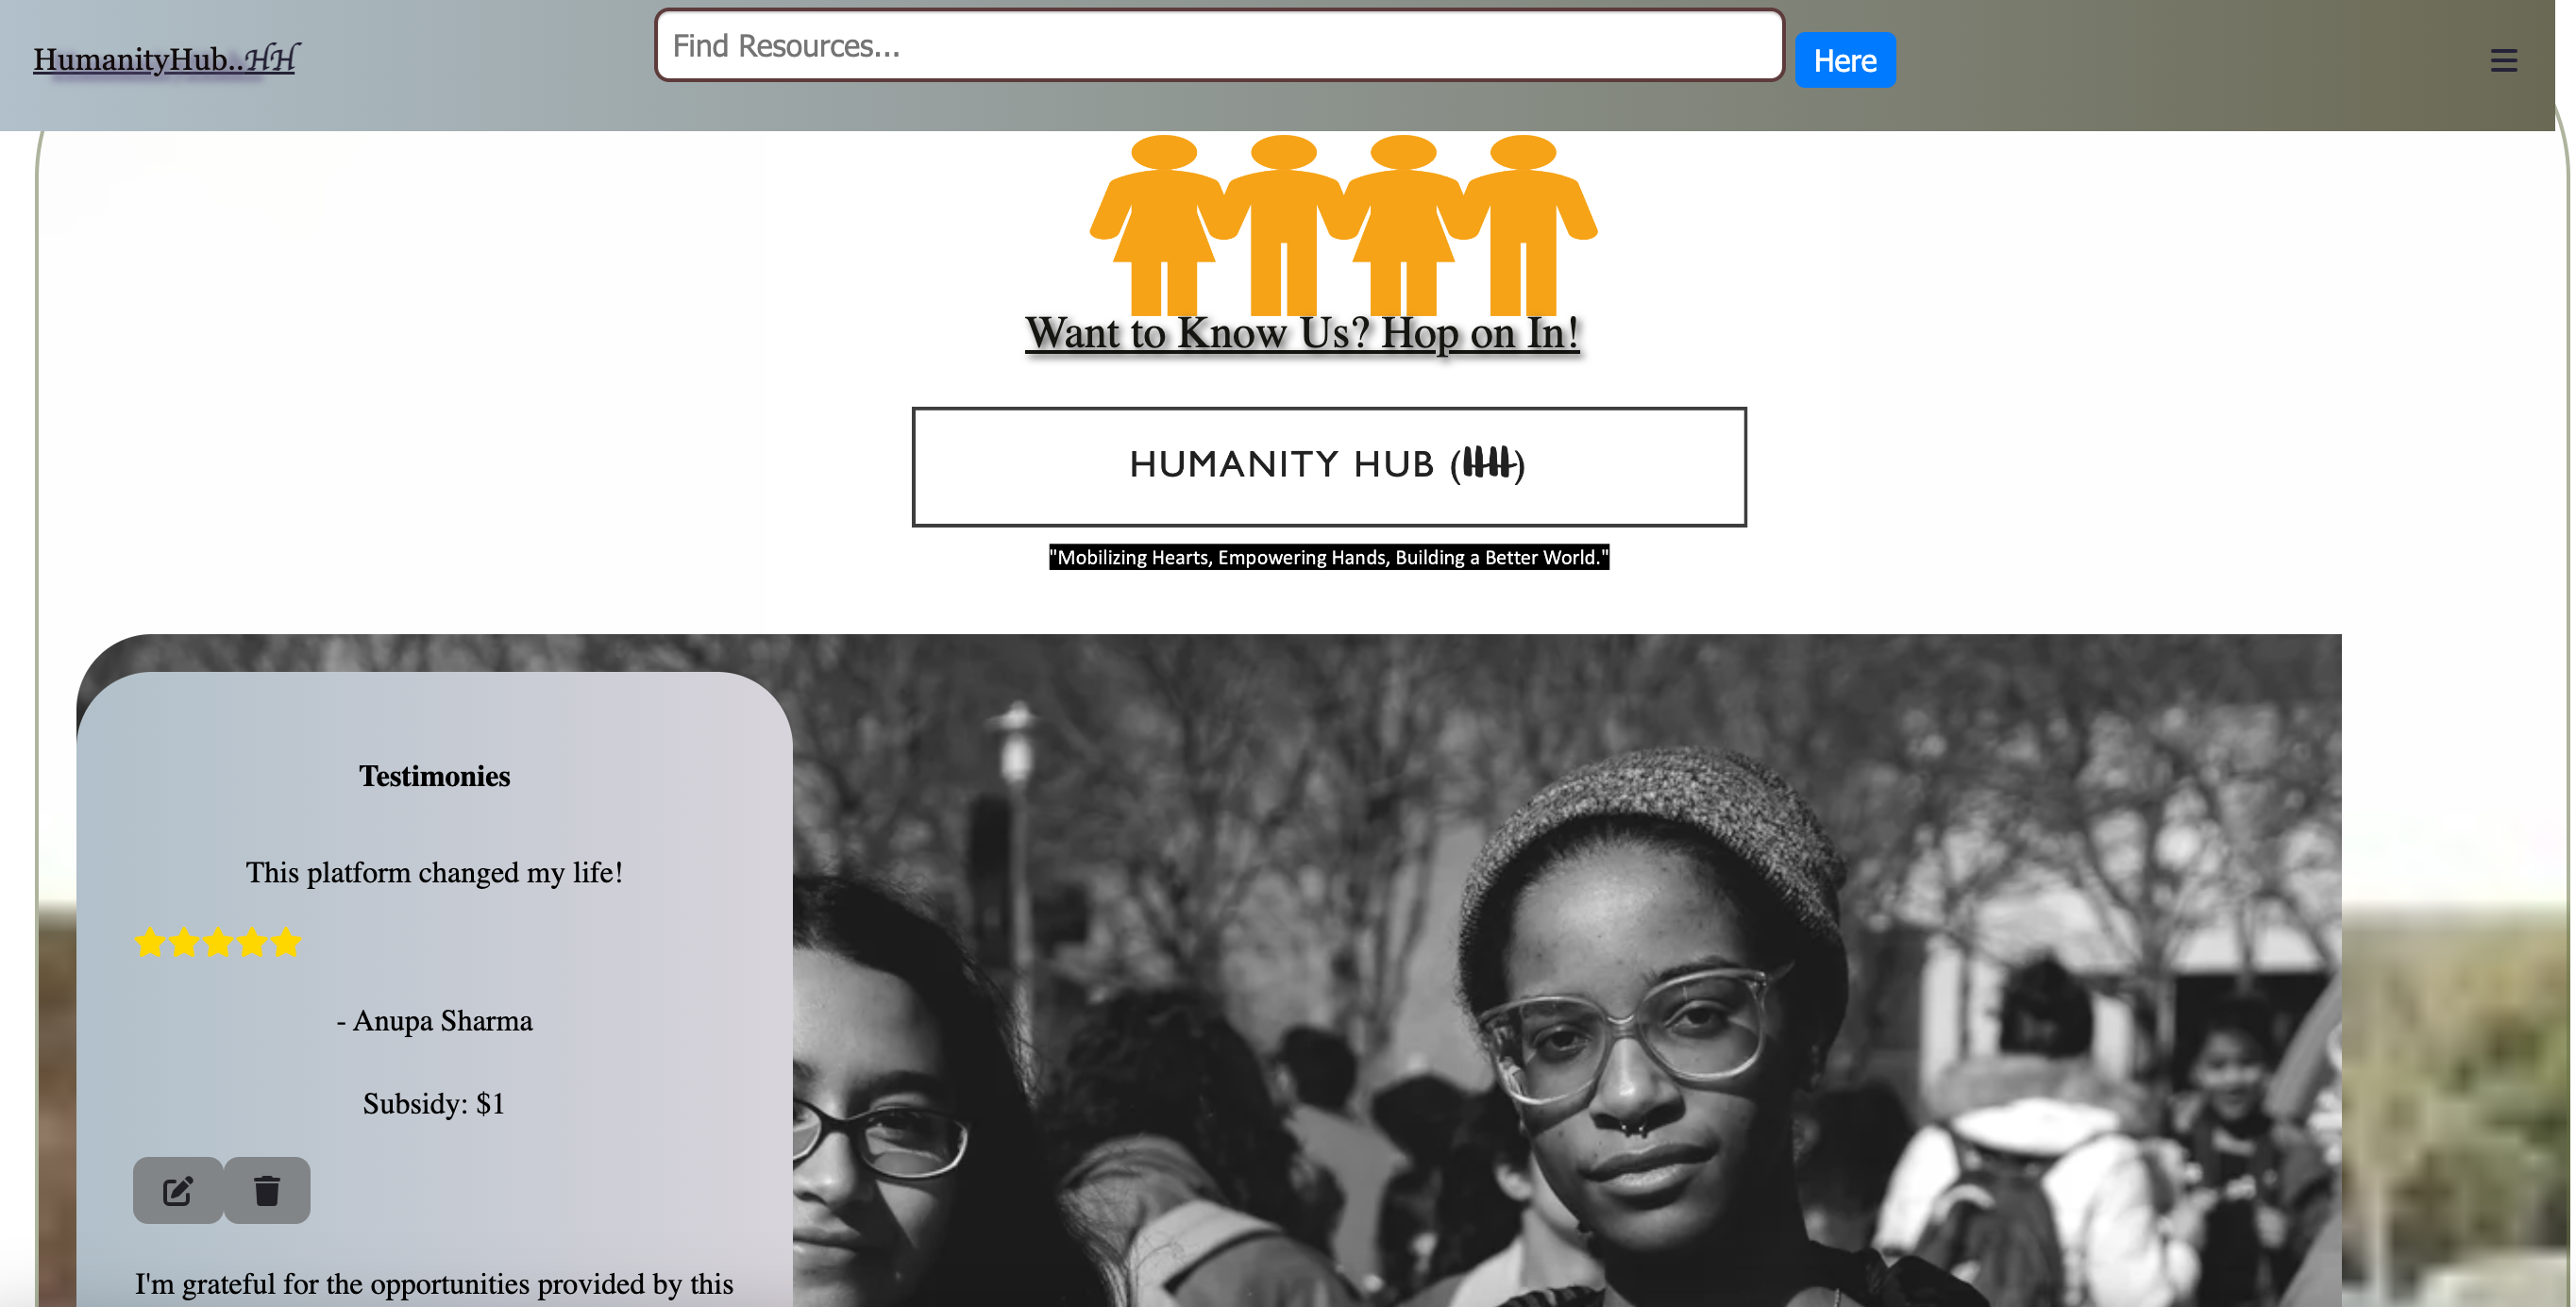 HumanityHub..HH
Find Resources...
Here
Want to Know Us? Hop on In!
HUMANITY HUB (HH)
"Mobilizing Hearts, Empowering Hands, Building a Better World."
Testimonies
This platform changed my life!
- Anupa Sharma
Subsidy: $1
I'm grateful for the opportunities provided by this